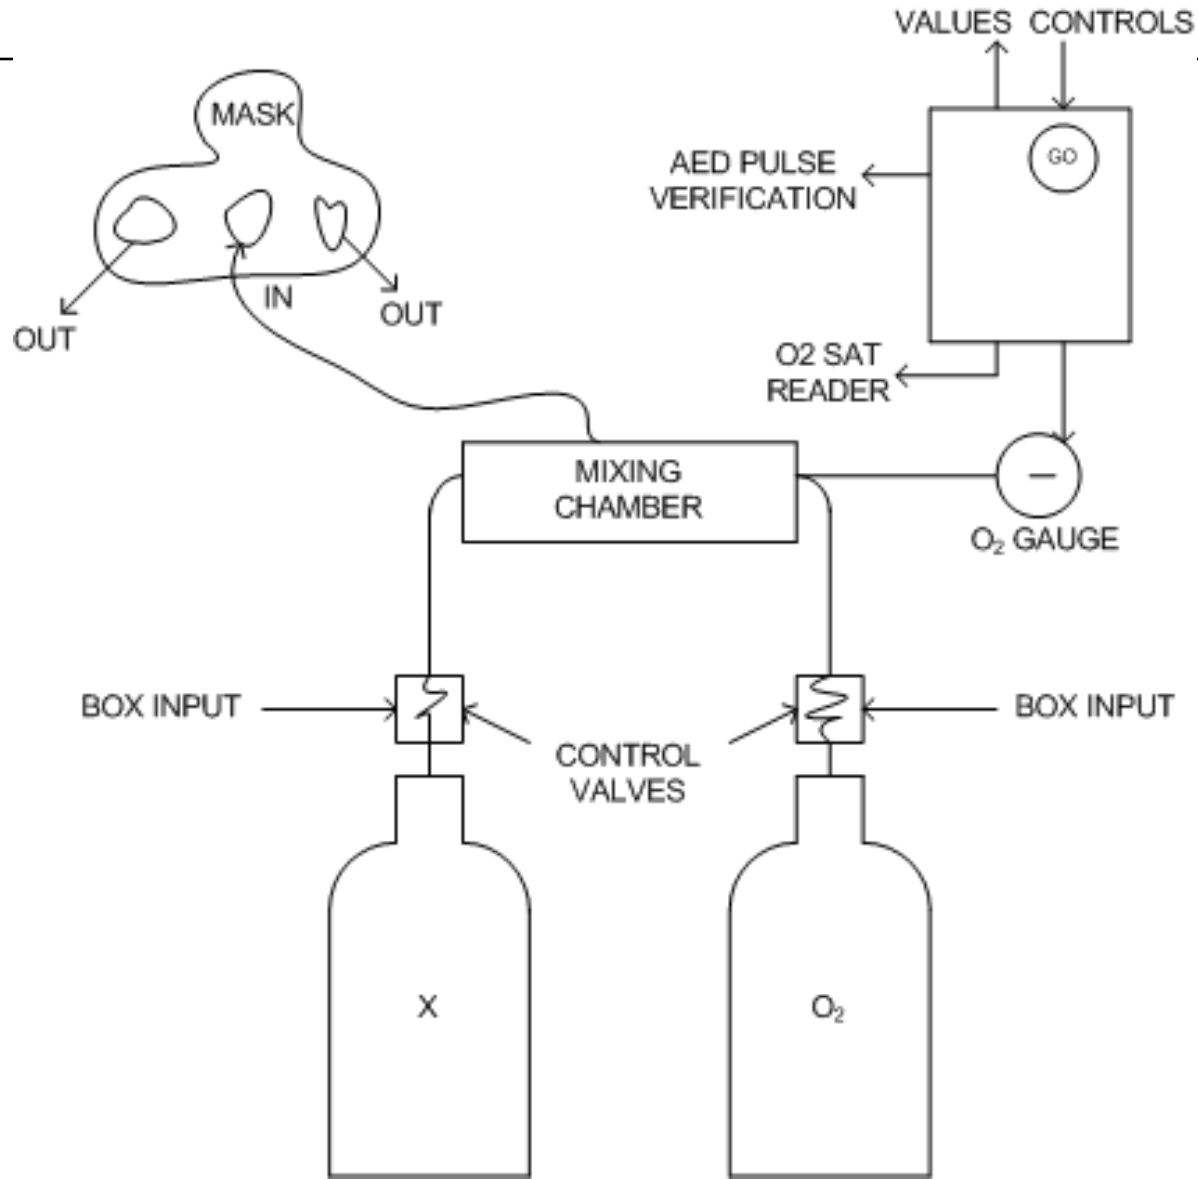 VALUES CONTROLS
MASK
GO
AED PULSE
VERIFICATION
IN
OUT
OUT
O2 SAT
READER
MIXING
CHAMBER
O₂ GAUGE
BOX INPUT
BOX INPUT
CONTROL
VALVES
X
O₂